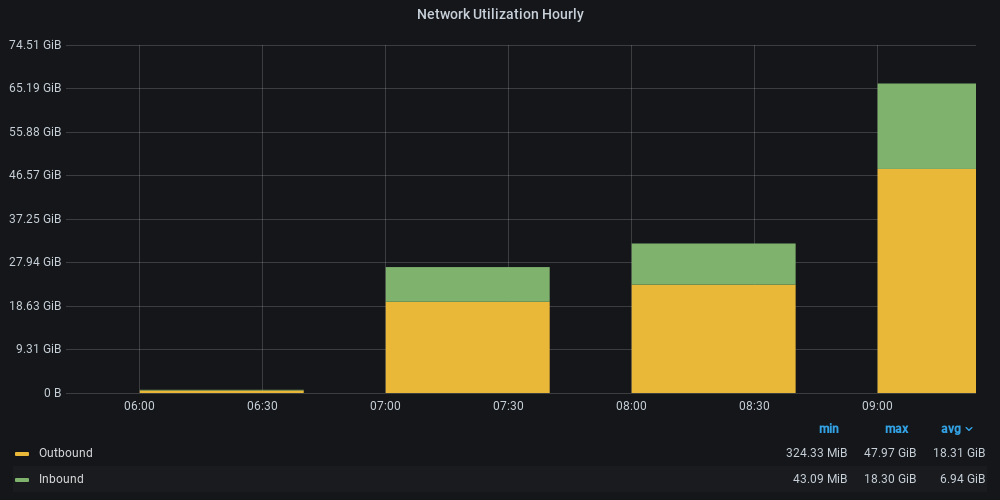 Network Utilization Hourly
74.51 GiB
65.19 GiB
55.88 GiB
46.57 GiB
37.25 GiB
27.94 GiB
18.63 GiB
9.31 GiB
0 B
06:00 06:30 07:00 07:30 08:00 08:30 09:00
min max avg
Outbound 324.33 MiB 47.97 GiB 18.31 GiB
Inbound 43.09 MiB 18.30 GiB 6.94 GiB